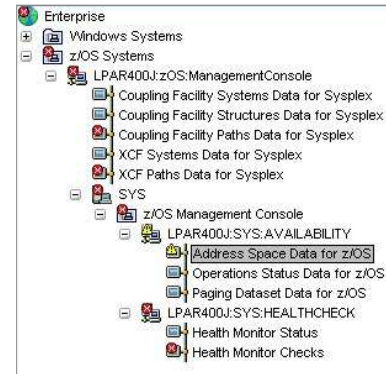 Enterprise
Windows Systems
z/OS Systems
LPAR400J:zOS:ManagementConsole
Coupling Facility Systems Data for Sysplex
Coupling Facility Structures Data for Sysplex
Coupling Facility Paths Data for Sysplex
XCF Systems Data for Sysplex
XCF Paths Data for Sysplex
SYS
z/OS Management Console
LPAR400J:SYS:AVAILABILITY
Address Space Data for z/OS
Operations Status Data for z/OS
Paging Dataset Data for z/OS
LPAR400J:SYS:HEALTHCHECK
Health Monitor Status
Health Monitor Checks